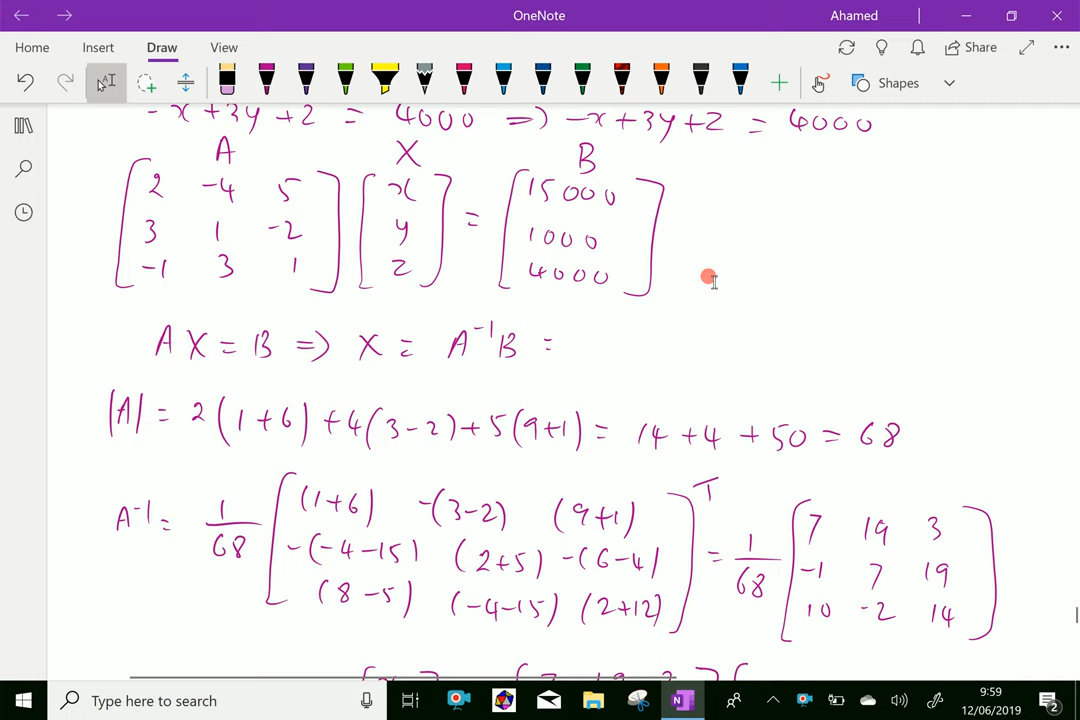 OneNote
Ahamed
Home Insert Draw View
Share
Shapes
-x+3y+z = 4000 => -x+3y+z = 4000
A X B
[2 -4 5] [x] = [15000]
[3 1 -2] [y] [1000]
[-1 3 1] [z] [4000]
AX = B => X = A⁻¹B =
|A| = 2(1+6)+4(3-2)+5(9+1) = 14+4+50 = 68
A⁻¹ = 1/68 [(1+6) -(3-2) (9+1)]ᵀ = 1/68 [7 19 3]
[-(-4-15) (2+5) -(6-4)] [-1 7 19]
[(8-5) (-4-15) (2+12)] [10 -2 14]
Type here to search
9:59
12/06/2019
2